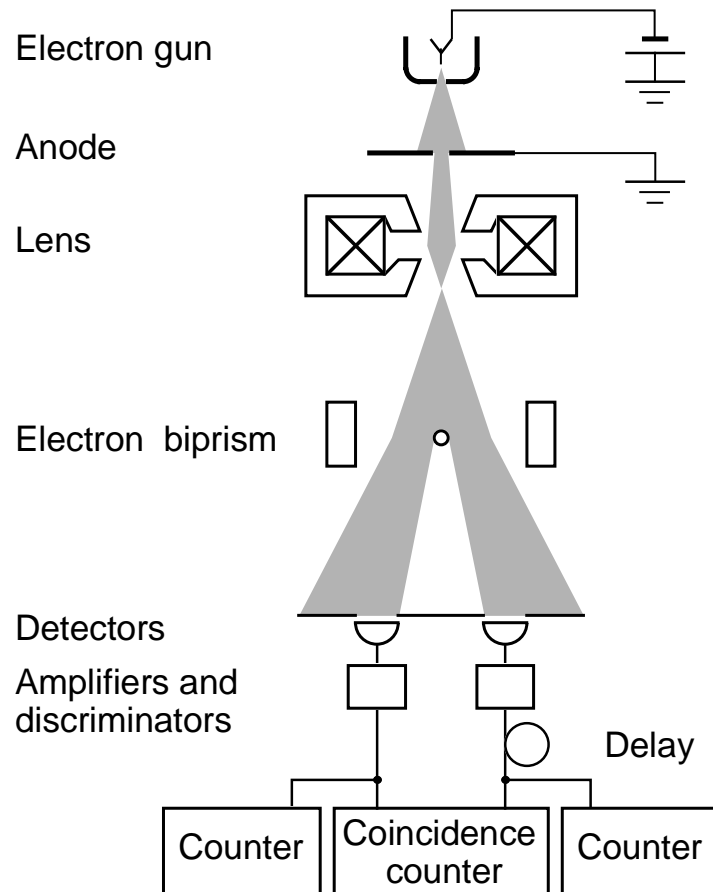 Electron gun
Anode
Lens
Electron biprism
Detectors
Amplifiers and
discriminators
Delay
Counter
Coincidence
counter
Counter